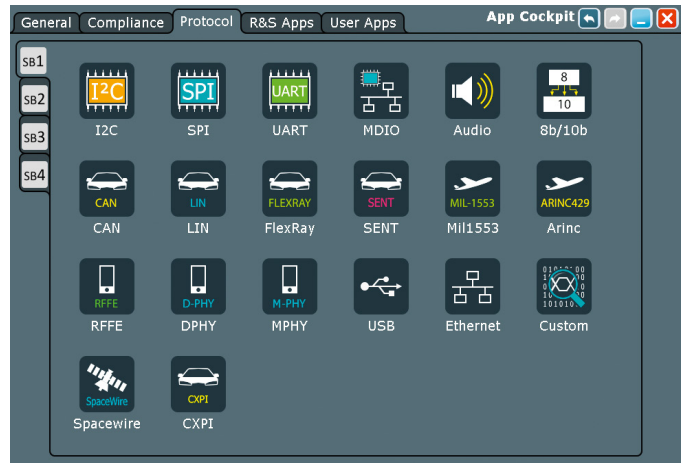 General Compliance Protocol R&S Apps User Apps App Cockpit
SB1
SB2
SB3
SB4
I²C SPI UART 8 10
I2C SPI UART MDIO Audio 8b/10b
CAN LIN FLEXRAY SENT MIL-1553 ARINC429
CAN LIN FlexRay SENT Mil1553 Arinc
RFFE D-PHY M-PHY
RFFE DPHY MPHY USB Ethernet Custom
SpaceWire CXPI
Spacewire CXPI